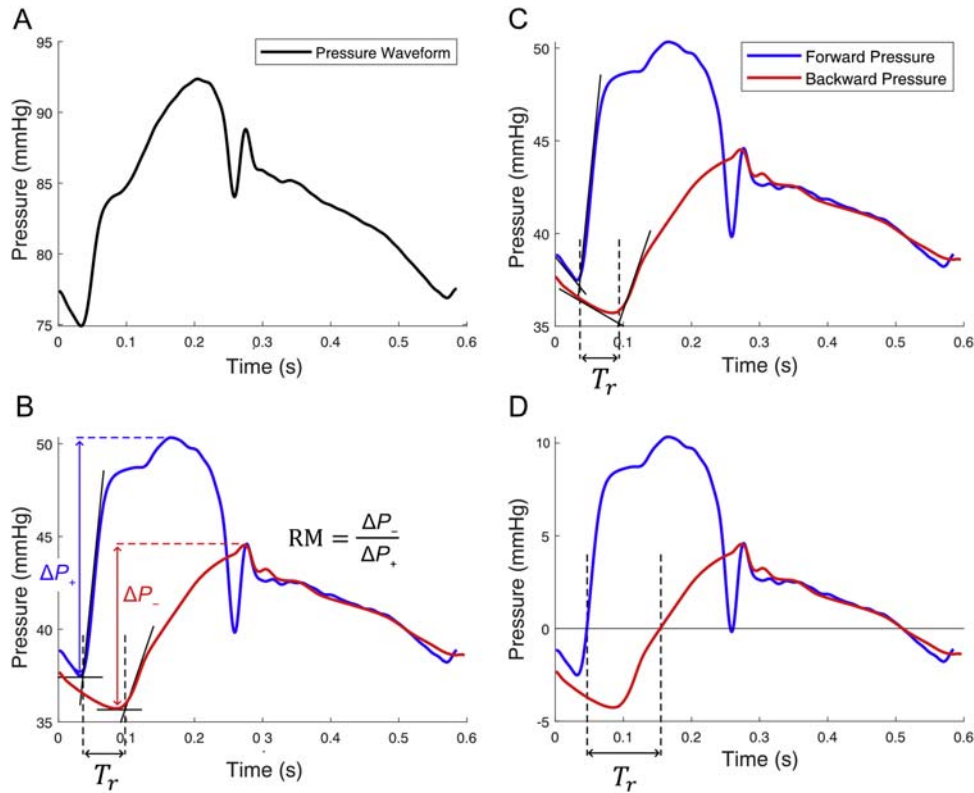 A
95
90
85
80
75
Pressure (mmHg)
Pressure Waveform
0 0.1 0.2 0.3 0.4 0.5 0.6
Time (s)
C
50
45
40
35
Pressure (mmHg)
Forward Pressure
Backward Pressure
0 0.1 0.2 0.3 0.4 0.5 0.6
Time (s)
T_r
B
50
45
40
35
Pressure (mmHg)
ΔP₊
ΔP₋
RM = ΔP₋ / ΔP₊
0 0.1 0.2 0.3 0.4 0.5 0.6
Time (s)
T_r
D
10
5
0
-5
Pressure (mmHg)
0 0.1 0.2 0.3 0.4 0.5 0.6
Time (s)
T_r